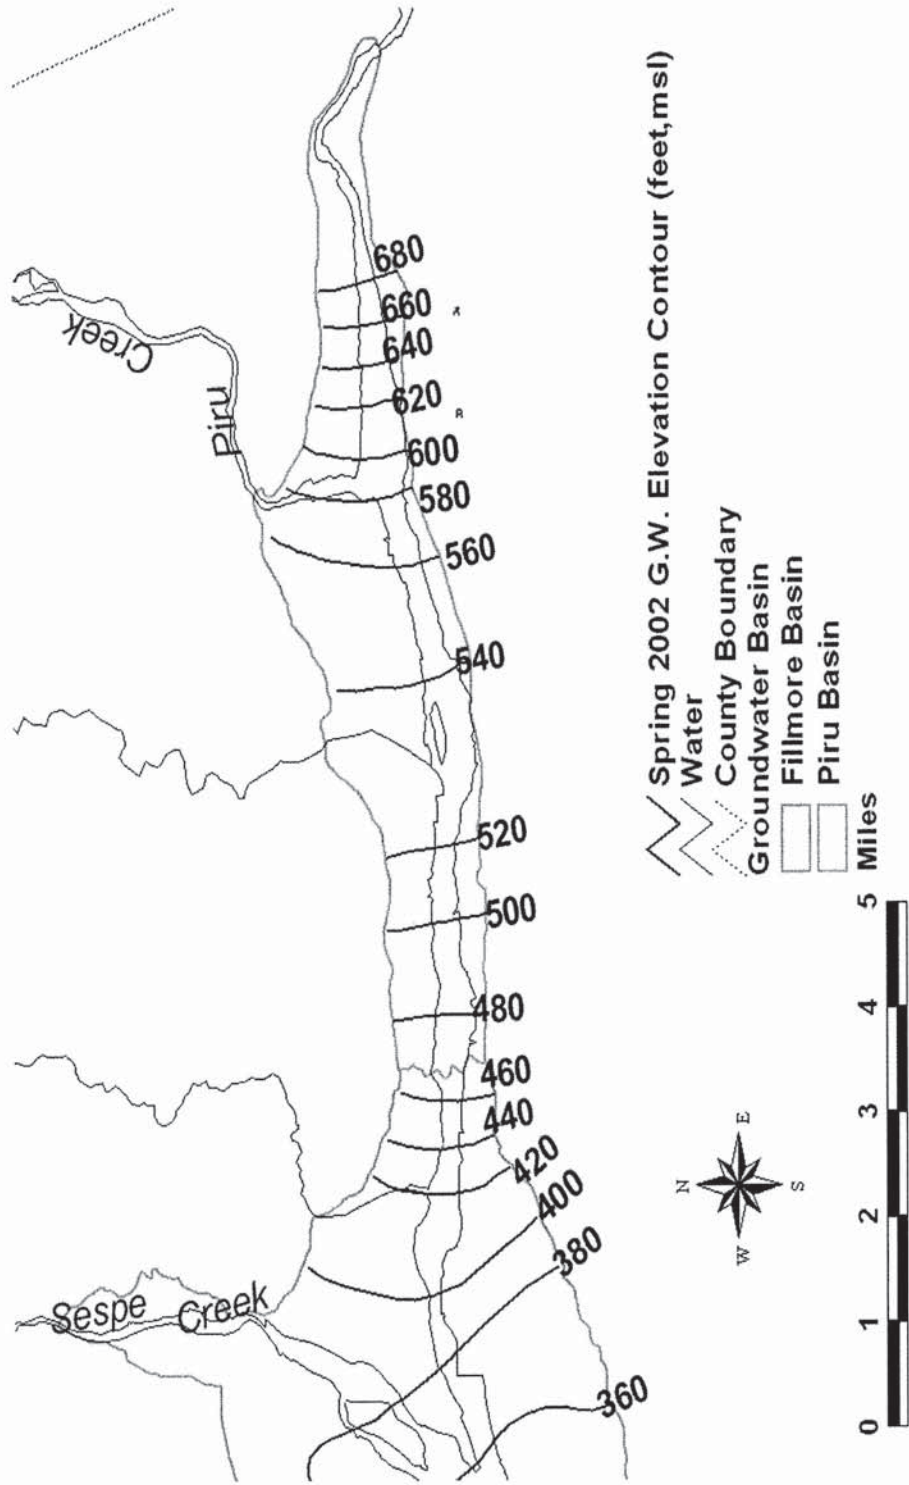 Creek
Piru
680
660
640
620
600
580
560
540
520
500
480
460
440
420
400
380
360
Sespe Creek
Spring 2002 G.W. Elevation Contour (feet,msl)
Water
County Boundary
Groundwater Basin
Fillmore Basin
Piru Basin
N
W
E
S
0 1 2 3 4 5 Miles